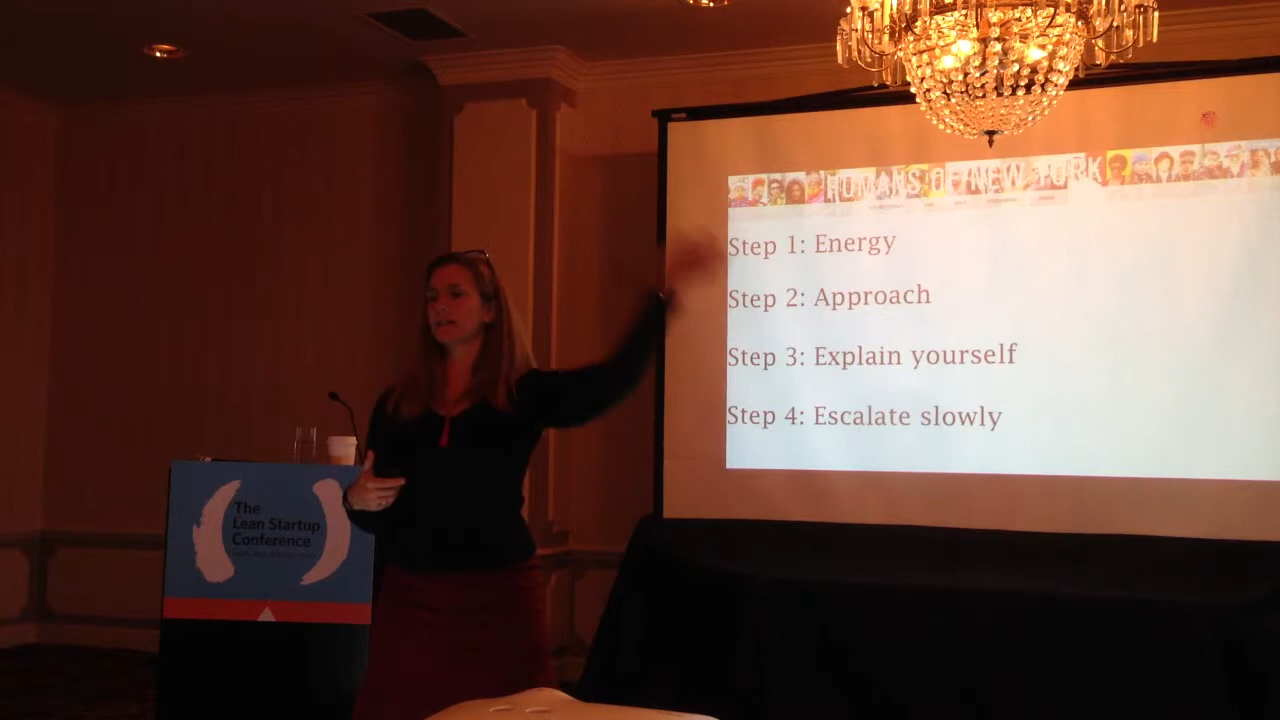 HUMANS OF NEW YORK
Step 1: Energy
Step 2: Approach
Step 3: Explain yourself
Step 4: Escalate slowly
The
Lean Startup
Conference